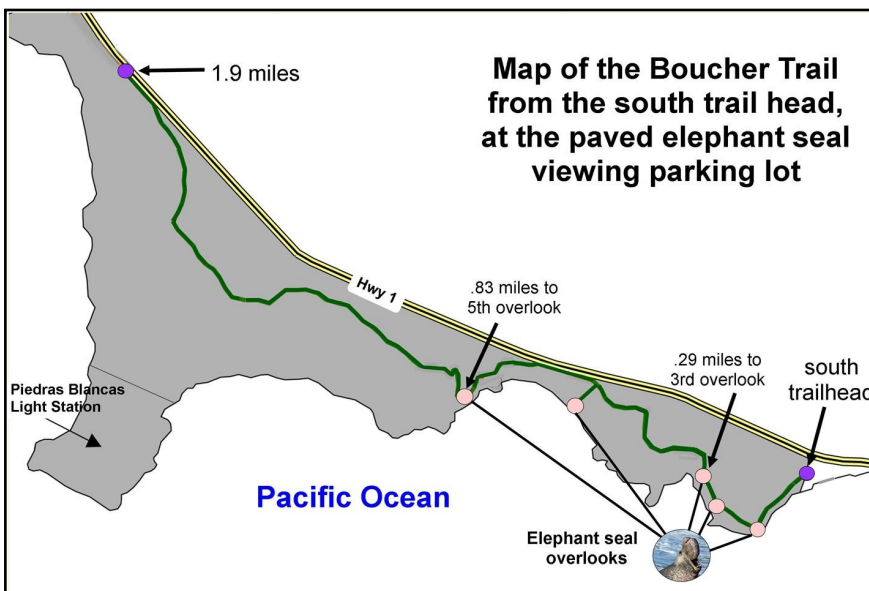 Map of the Boucher Trail
from the south trail head,
at the paved elephant seal
viewing parking lot
1.9 miles
Hwy 1
.83 miles to
5th overlook
.29 miles to
3rd overlook
south
trailhead
Piedras Blancas
Light Station
Pacific Ocean
Elephant seal
overlooks